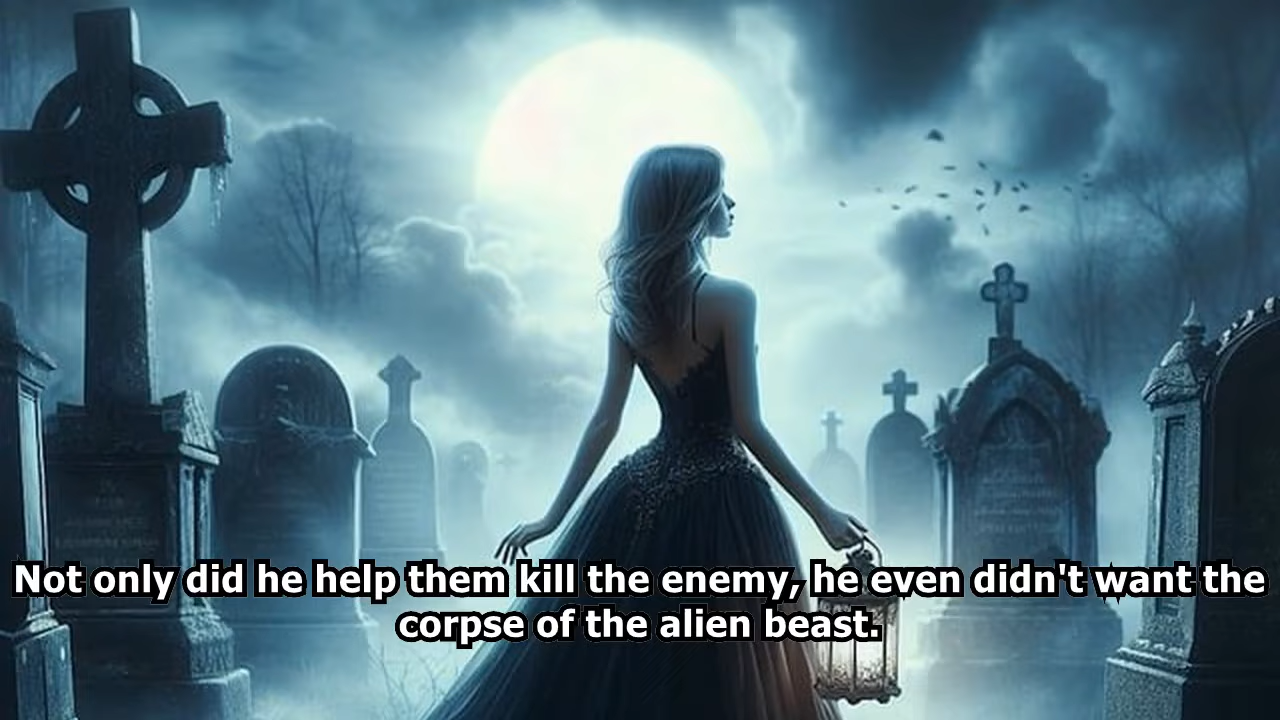 Not only did he help them kill the enemy, he even didn't want the
corpse of the alien beast.